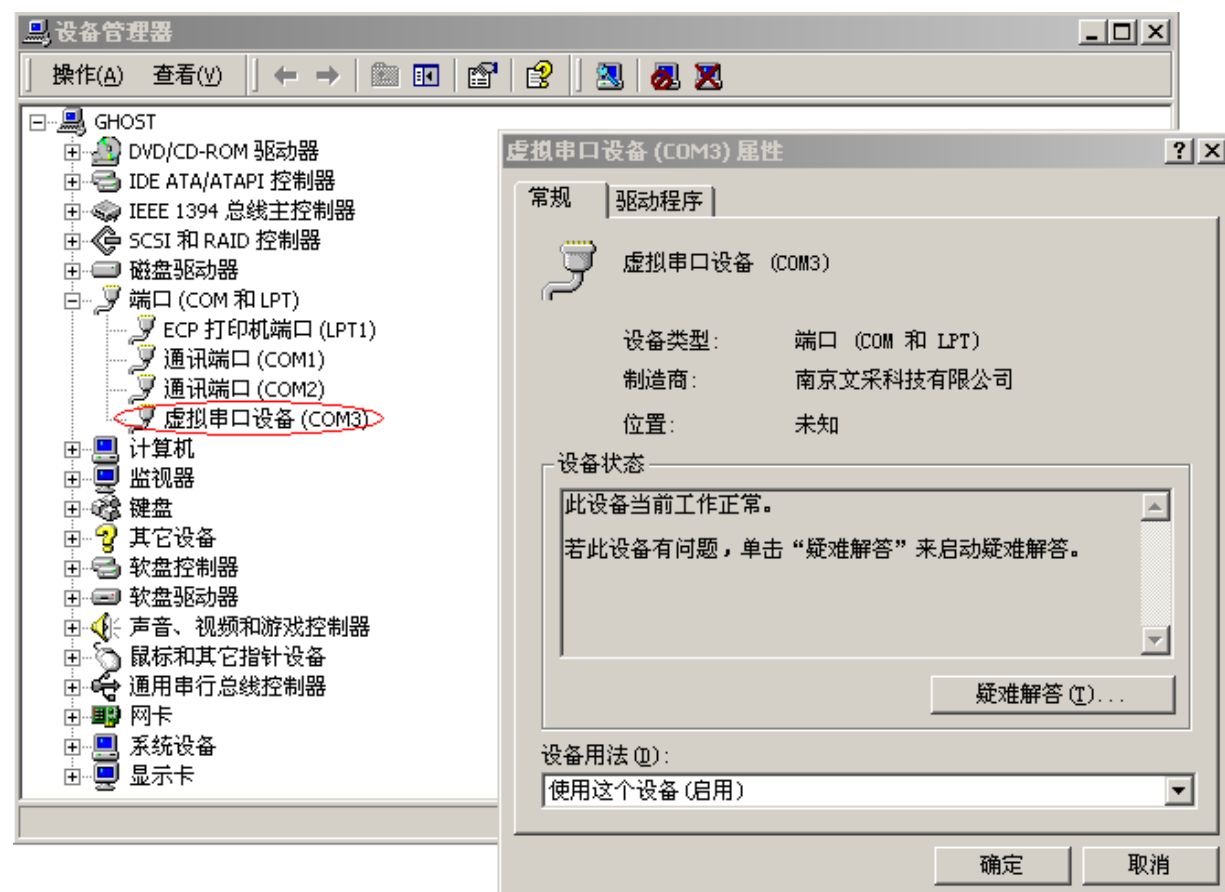 设备管理器
操作(A) 查看(V)
GHOST
DVD/CD-ROM 驱动器
IDE ATA/ATAPI 控制器
IEEE 1394 总线主控制器
SCSI 和 RAID 控制器
磁盘驱动器
端口 (COM 和 LPT)
ECP 打印机端口 (LPT1)
通讯端口 (COM1)
通讯端口 (COM2)
虚拟串口设备 (COM3)
计算机
监视器
键盘
其它设备
软盘控制器
软盘驱动器
声音、视频和游戏控制器
鼠标和其它指针设备
通用串行总线控制器
网卡
系统设备
显示卡
虚拟串口设备 (COM3) 属性
常规 驱动程序
虚拟串口设备 (COM3)
设备类型: 端口 (COM 和 LPT)
制造商: 南京文采科技有限公司
位置: 未知
设备状态
此设备当前工作正常。
若此设备有问题，单击“疑难解答”来启动疑难解答。
疑难解答(T)...
设备用法(D):
使用这个设备(启用)
确定 取消